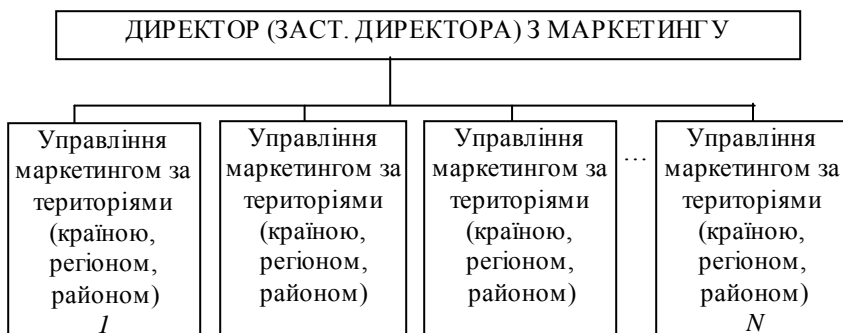 ДИРЕКТОР (ЗАСТ. ДИРЕКТОРА) З МАРКЕТИНГУ
Управління
маркетингом за
територіями
(країною,
регіоном,
районом)
1
Управління
маркетингом за
територіями
(країною,
регіоном,
районом)
Управління
маркетингом за
територіями
(країною,
регіоном,
районом)
…
Управління
маркетингом за
територіями
(країною,
регіоном,
районом)
N